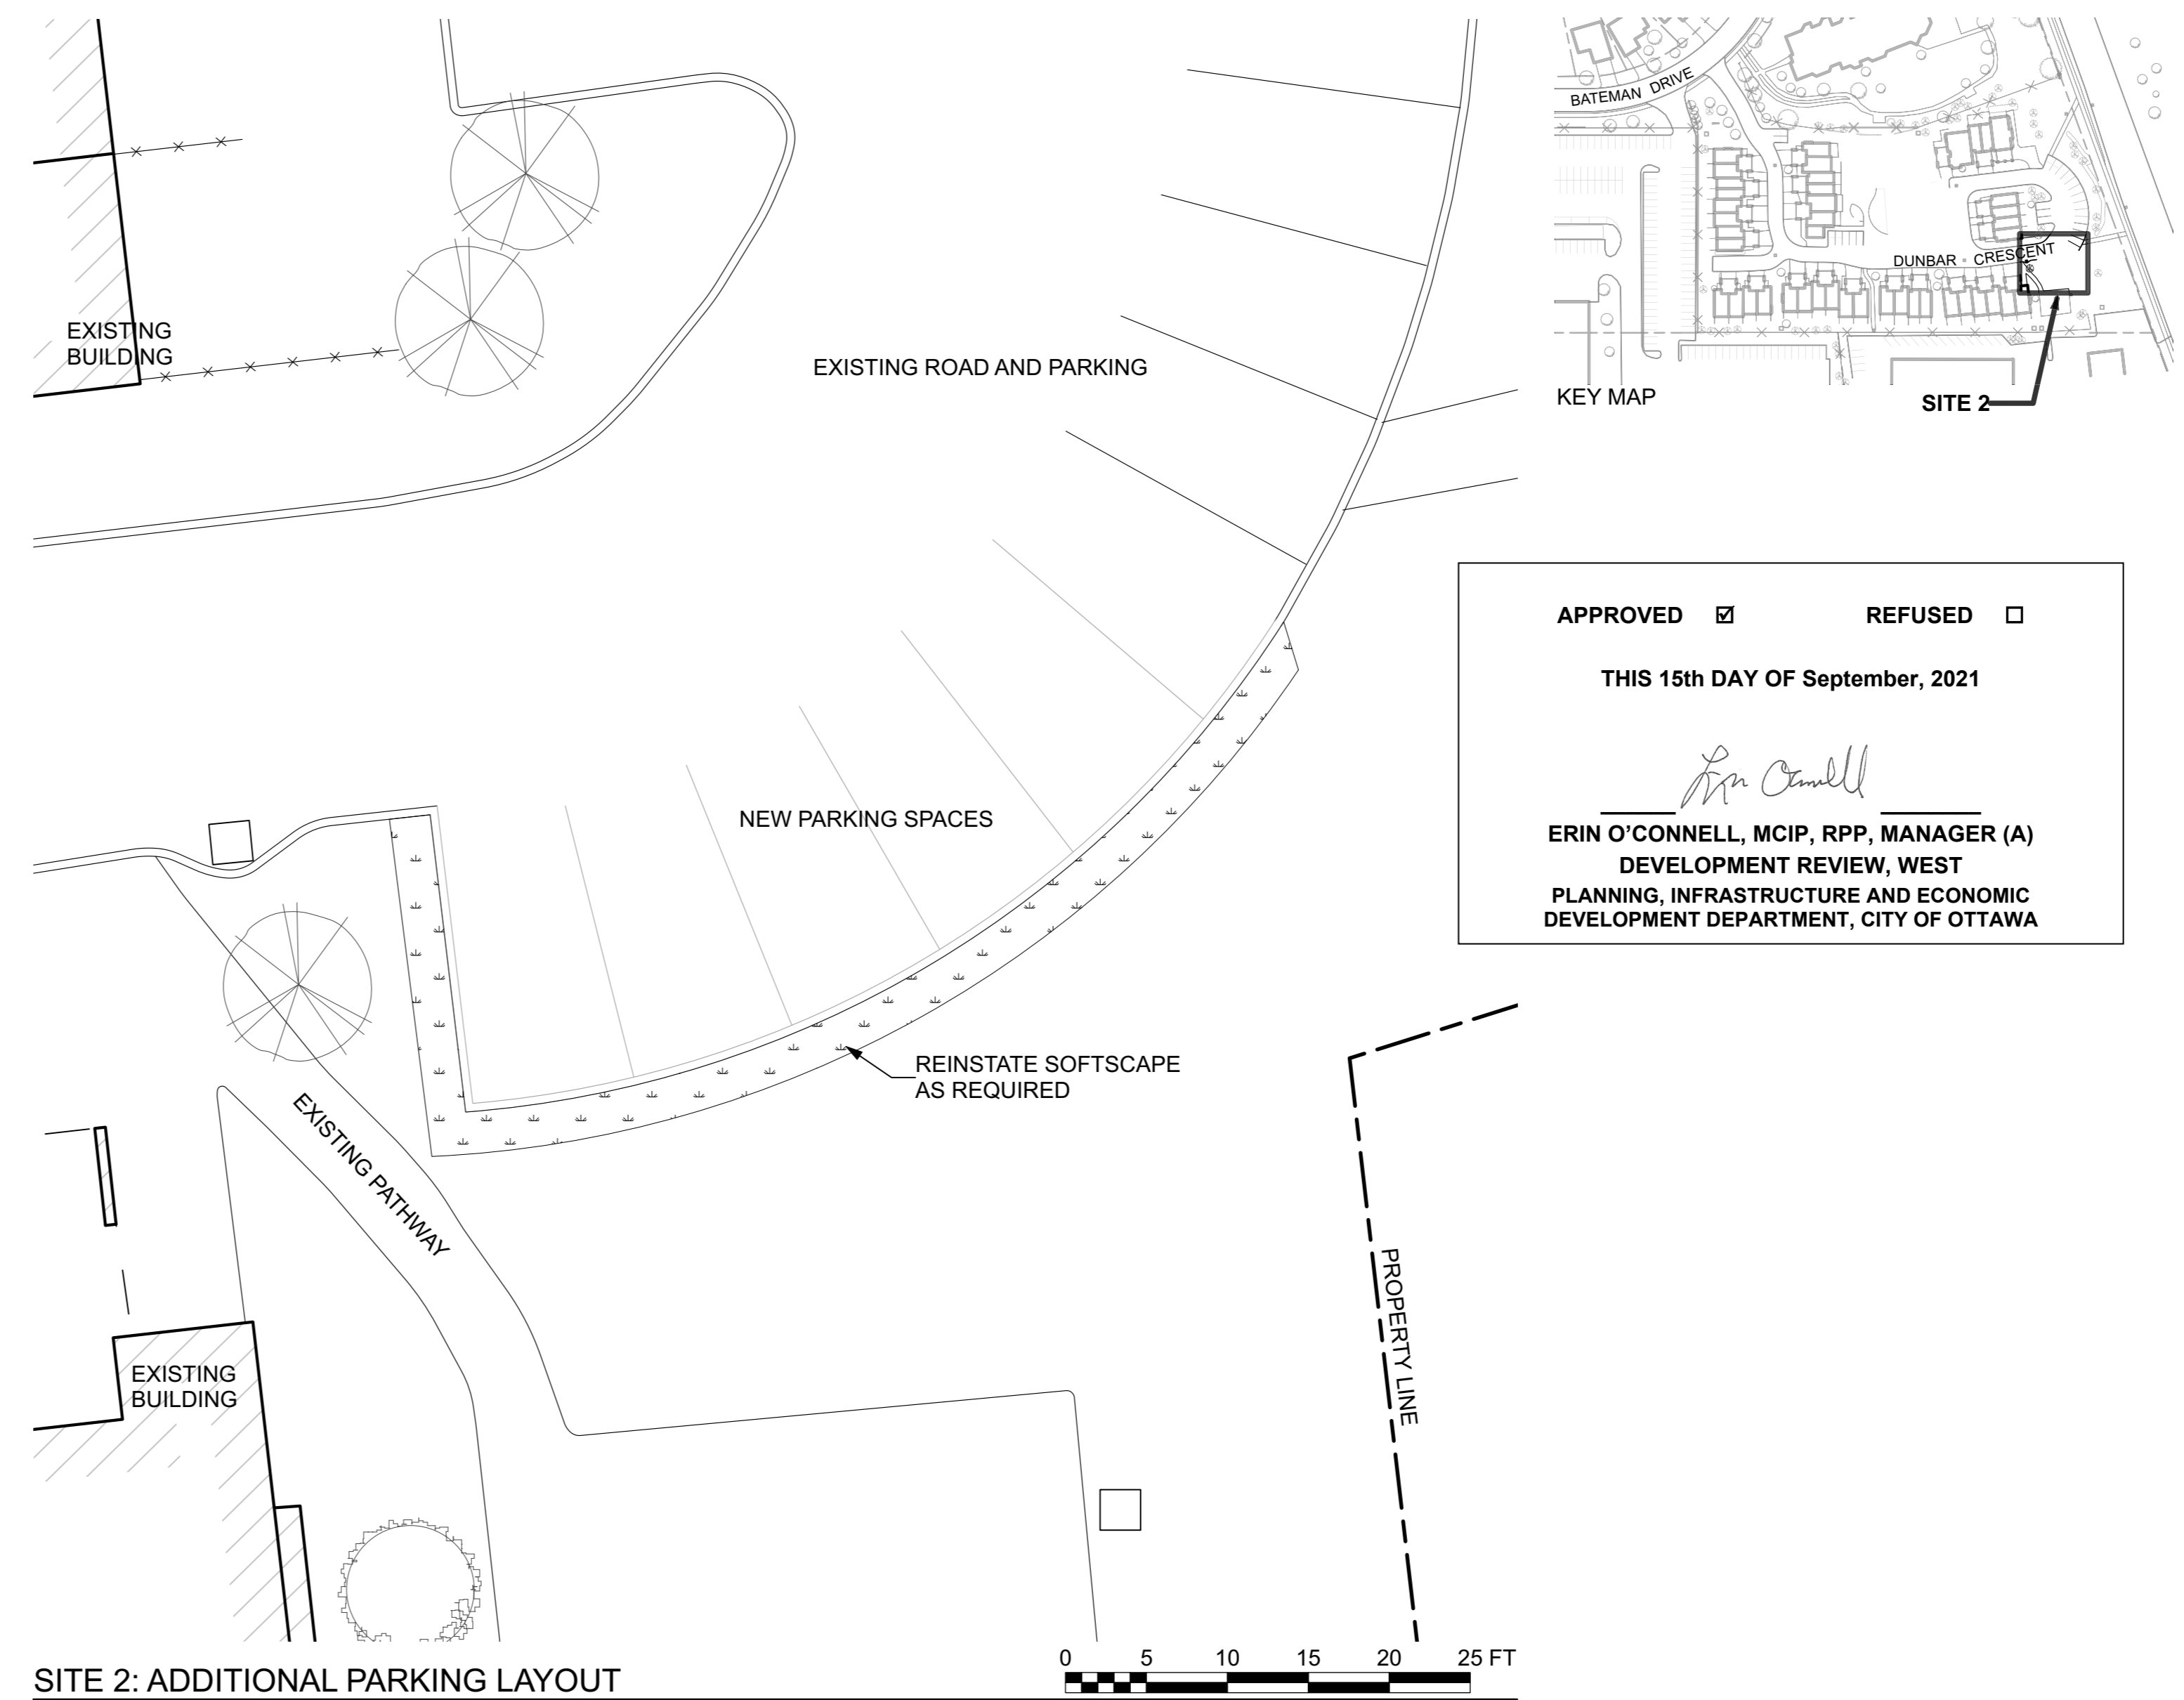 EXISTING
BUILDING
EXISTING ROAD AND PARKING
BATEMAN DRIVE
DUNBAR CRESCENT
KEY MAP
SITE 2
APPROVED ☑ REFUSED ☐
THIS 15th DAY OF September, 2021
ERIN O'CONNELL, MCIP, RPP, MANAGER (A)
DEVELOPMENT REVIEW, WEST
PLANNING, INFRASTRUCTURE AND ECONOMIC
DEVELOPMENT DEPARTMENT, CITY OF OTTAWA
NEW PARKING SPACES
REINSTATE SOFTSCAPE
AS REQUIRED
EXISTING PATHWAY
PROPERTY LINE
EXISTING
BUILDING
SITE 2: ADDITIONAL PARKING LAYOUT
0 5 10 15 20 25 FT